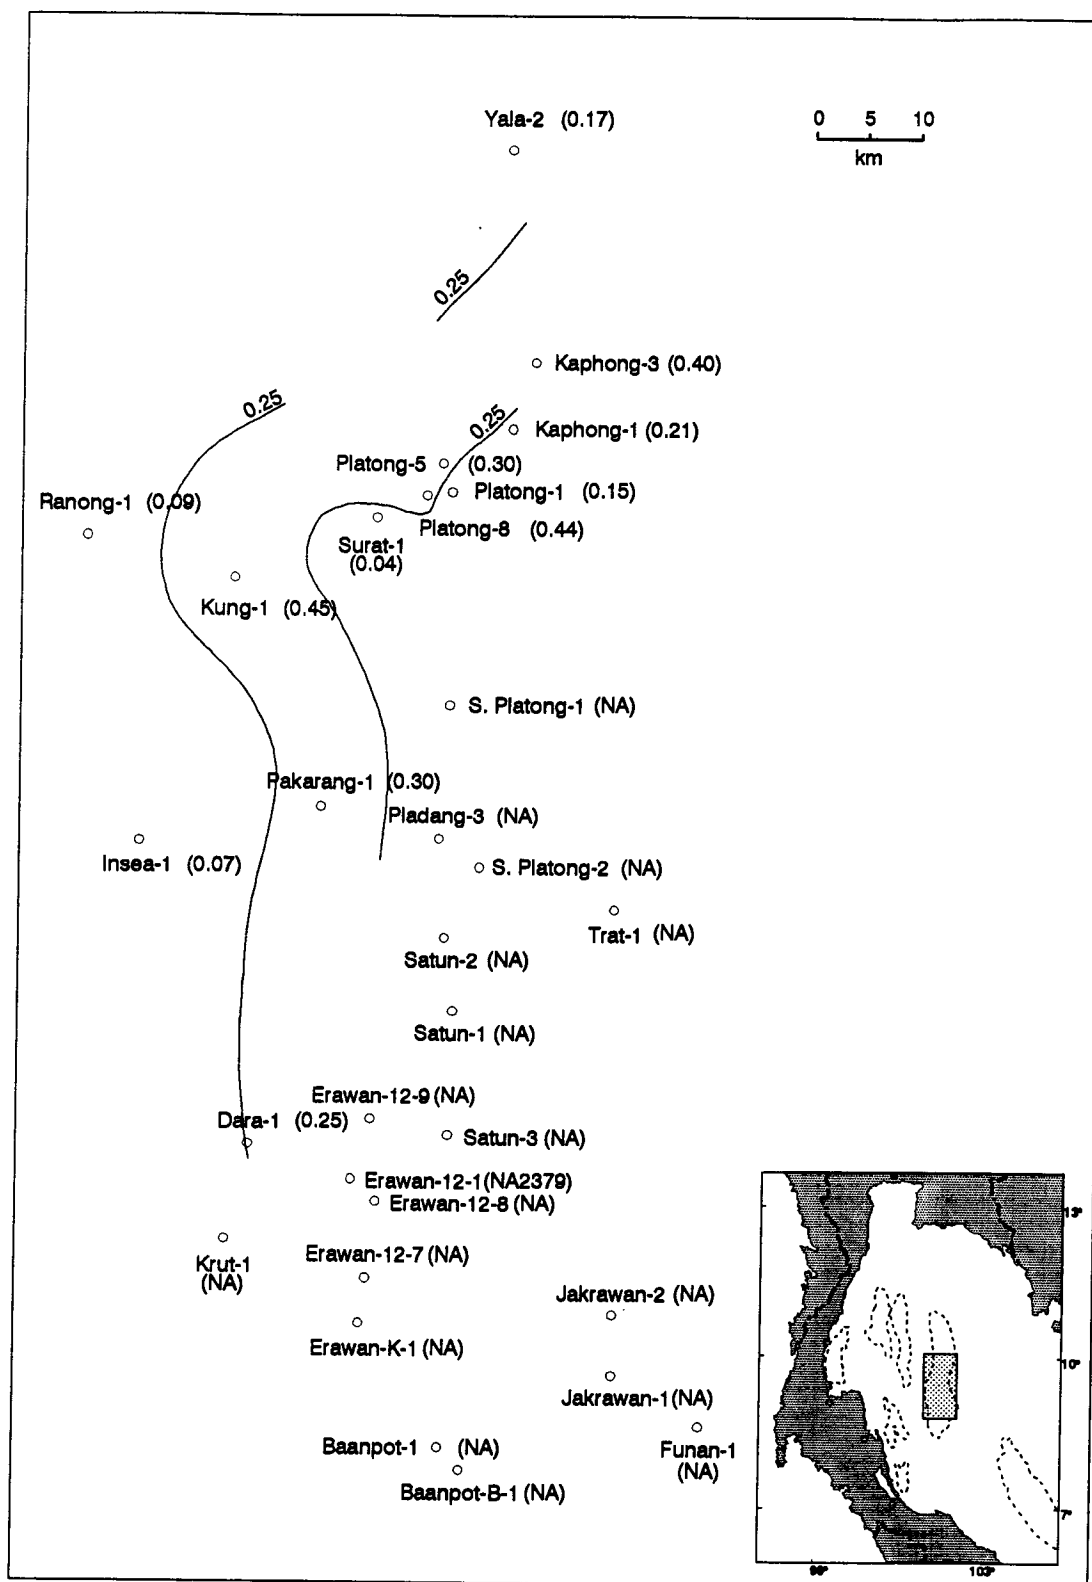 Yala-2 (0.17)
0 5 10
km
0.25
Kaphong-3 (0.40)
0.25
0.25
Kaphong-1 (0.21)
Platong-5 (0.30)
Ranong-1 (0.09)
Platong-1 (0.15)
Platong-8 (0.44)
Surat-1
(0.04)
Kung-1 (0.45)
S. Platong-1 (NA)
Pakarang-1 (0.30)
Pladang-3 (NA)
Insea-1 (0.07)
S. Platong-2 (NA)
Trat-1 (NA)
Satun-2 (NA)
Satun-1 (NA)
Erawan-12-9 (NA)
Dara-1 (0.25)
Satun-3 (NA)
Erawan-12-1 (NA2379)
Erawan-12-8 (NA)
Krut-1
(NA)
Erawan-12-7 (NA)
Jakrawan-2 (NA)
Erawan-K-1 (NA)
Jakrawan-1 (NA)
Baanpot-1 (NA)
Funan-1
(NA)
Baanpot-B-1 (NA)
13°
10°
7°
103°